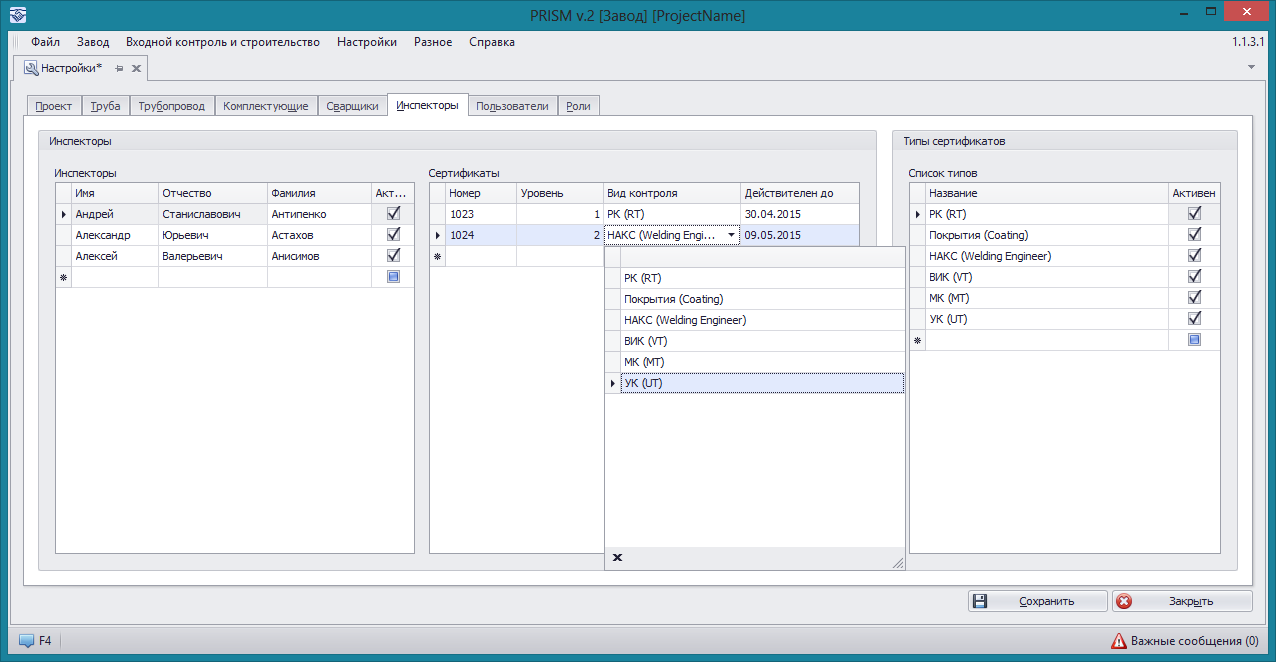 PRISM v.2 [Завод] [ProjectName]
Файл Завод Входной контроль и строительство Настройки Разное Справка 1.1.3.1
Настройки*
Проект Труба Трубопровод Комплектующие Сварщики Инспекторы Пользователи Роли
Инспекторы Типы сертификатов
Инспекторы Сертификаты Список типов
Имя Отчество Фамилия Акт... Номер Уровень Вид контроля Действителен до Название Активен
Андрей Станиславович Антипенко 1023 1 РК (RT) 30.04.2015 РК (RT)
Александр Юрьевич Астахов 1024 2 НАКС (Welding Engi... 09.05.2015 Покрытия (Coating)
Алексей Валерьевич Анисимов НАКС (Welding Engineer)
РК (RT) ВИК (VT)
Покрытия (Coating) МК (MT)
НАКС (Welding Engineer) УК (UT)
ВИК (VT)
МК (MT)
УК (UT)
Сохранить Закрыть
F4 Важные сообщения (0)